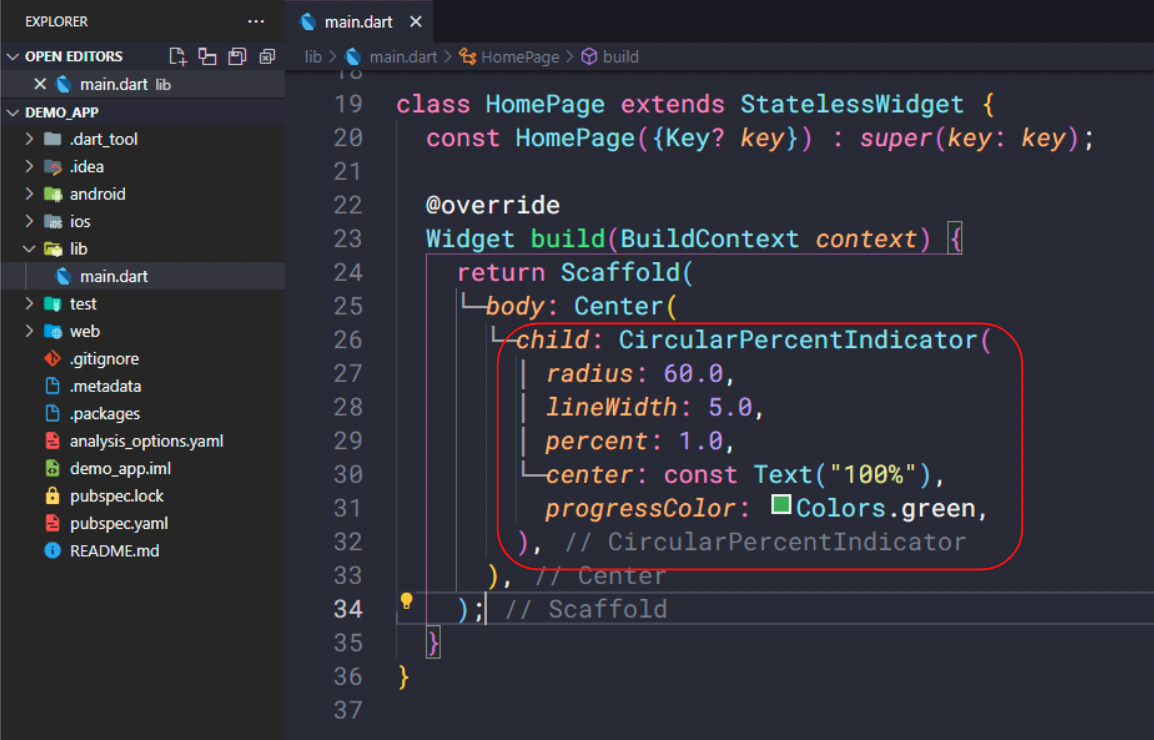 EXPLORER
···
main.dart
OPEN EDITORS
lib > main.dart > HomePage > build
main.dart lib
18
DEMO_APP
19 class HomePage extends StatelessWidget {
.dart_tool
20 const HomePage({Key? key}) : super(key: key);
.idea
21
android
22 @override
ios
23 Widget build(BuildContext context) {
lib
24 return Scaffold(
main.dart
25 body: Center(
test
26 child: CircularPercentIndicator(
web
27 radius: 60.0,
.gitignore
28 lineWidth: 5.0,
.metadata
29 percent: 1.0,
.packages
30 center: const Text("100%"),
analysis_options.yaml
31 progressColor: Colors.green,
demo_app.iml
32 ), // CircularPercentIndicator
pubspec.lock
33 ), // Center
pubspec.yaml
34 ); // Scaffold
README.md
35 }
36 }
37